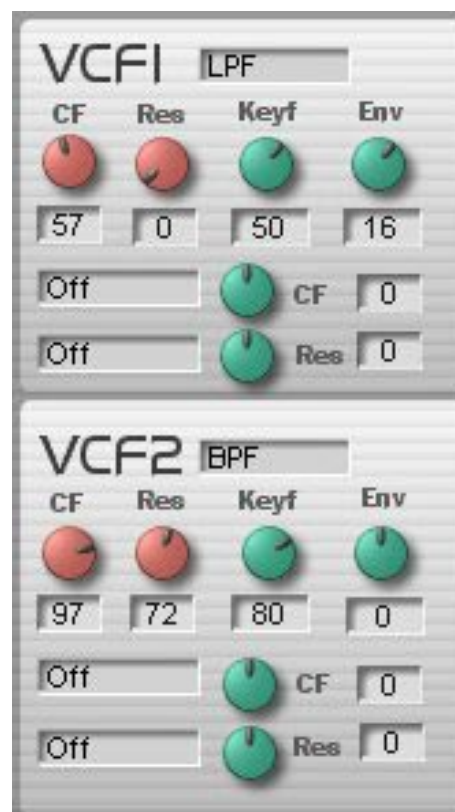 VCF1 LPF
CF Res Keyf Env
57 0 50 16
Off CF 0
Off Res 0
VCF2 BPF
CF Res Keyf Env
97 72 80 0
Off CF 0
Off Res 0